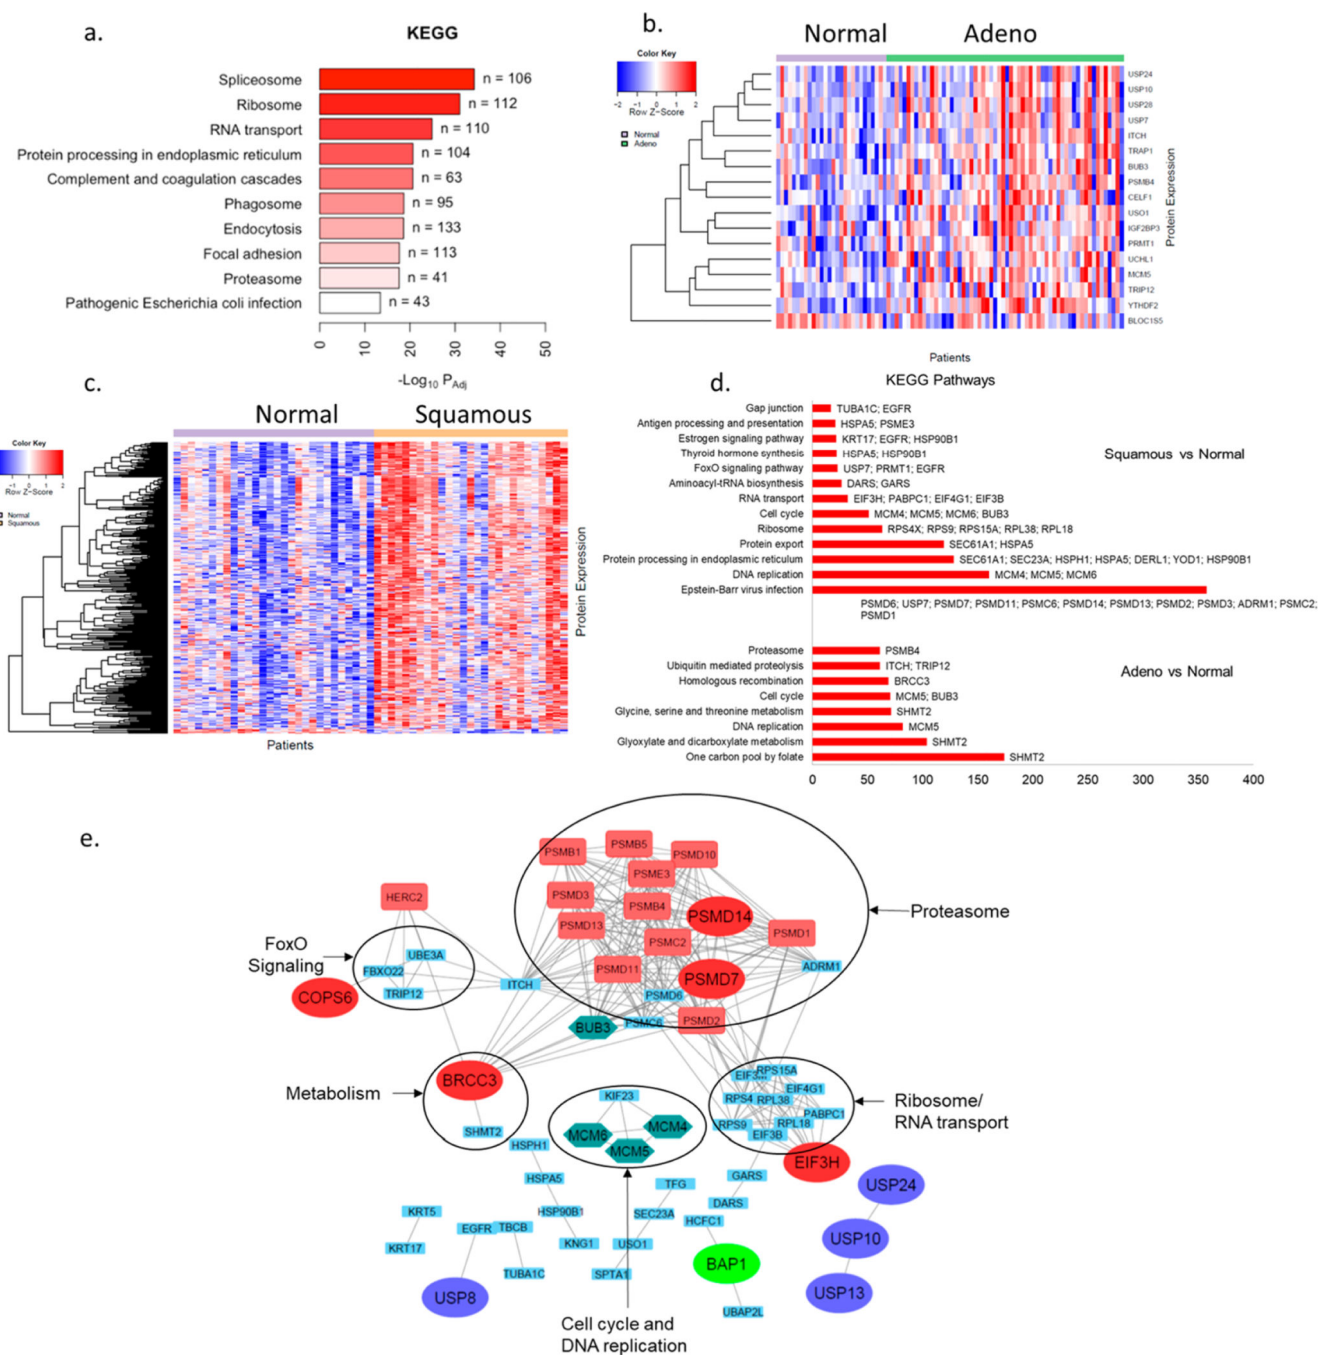 a.
KEGG
Spliceosome
n = 106
Ribosome
n = 112
RNA transport
n = 110
Protein processing in endoplasmic reticulum
n = 104
Complement and coagulation cascades
n = 63
Phagosome
n = 95
Endocytosis
n = 133
Focal adhesion
n = 113
Proteasome
n = 41
Pathogenic Escherichia coli infection
n = 43
0 10 20 30 40 50
-Log10 PAdj
b.
Normal
Adeno
Color Key
-2 -1 0 1 2
Row Z-Score
Normal
Adeno
USP24
USP10
USP28
USP7
ITCH
TRAP1
BUB3
PSMB4
CELF1
USO1
IGF2BP3
PRMT1
UCHL1
MCM5
TRIP12
YTHDF2
BLOC1S5
Protein Expression
Patients
c.
Normal
Squamous
Color Key
-1 0 1 2
Row Z-Score
Normal
Squamous
Protein Expression
Patients
d.
KEGG Pathways
Squamous vs Normal
Gap junction TUBA1C; EGFR
Antigen processing and presentation HSPA5; PSME3
Estrogen signaling pathway KRT17; EGFR; HSP90B1
Thyroid hormone synthesis HSPA5; HSP90B1
FoxO signaling pathway USP7; PRMT1; EGFR
Aminoacyl-tRNA biosynthesis DARS; GARS
RNA transport EIF3H; PABPC1; EIF4G1; EIF3B
Cell cycle MCM4; MCM5; MCM6; BUB3
Ribosome RPS4X; RPS9; RPS15A; RPL38; RPL18
Protein export SEC61A1; HSPA5
Protein processing in endoplasmic reticulum SEC61A1; SEC23A; HSPH1; HSPA5; DERL1; YOD1; HSP90B1
DNA replication MCM4; MCM5; MCM6
Epstein-Barr virus infection
PSMD6; USP7; PSMD7; PSMD11; PSMC6; PSMD14; PSMD13; PSMD2; PSMD3; ADRM1; PSMC2;
PSMD1
Adeno vs Normal
Proteasome PSMB4
Ubiquitin mediated proteolysis ITCH; TRIP12
Homologous recombination BRCC3
Cell cycle MCM5; BUB3
Glycine, serine and threonine metabolism SHMT2
DNA replication MCM5
Glyoxylate and dicarboxylate metabolism SHMT2
One carbon pool by folate SHMT2
0 50 100 150 200 250 300 350 400
e.
PSMB1
PSMB5
PSMD10
PSME3
PSMD3
PSMB4
PSMD14
PSMD13
PSMC2
PSMD1
PSMD11
PSMD7
ADRM1
PSMD6
PSMC6
PSMD2
Proteasome
HERC2
FoxO
Signaling
UBE3A
FBXO22
TRIP12
COPS6
ITCH
BUB3
Metabolism
BRCC3
SHMT2
KIF23
MCM6
MCM4
MCM5
EIF3...
RPS15A
EIF4G1
RPS4
RPL38
PABPC1
RPS9
RPL18
EIF3B
EIF3H
Ribosome/
RNA transport
HSPH1
HSPA5
HSP90B1
KNG1
KRT5
KRT17
EGFR
TBCB
TUBA1C
USP8
TFG
SEC23A
USO1
SPTA1
GARS
DARS
HCFC1
BAP1
UBAP2L
USP24
USP10
USP13
Cell cycle and
DNA replication